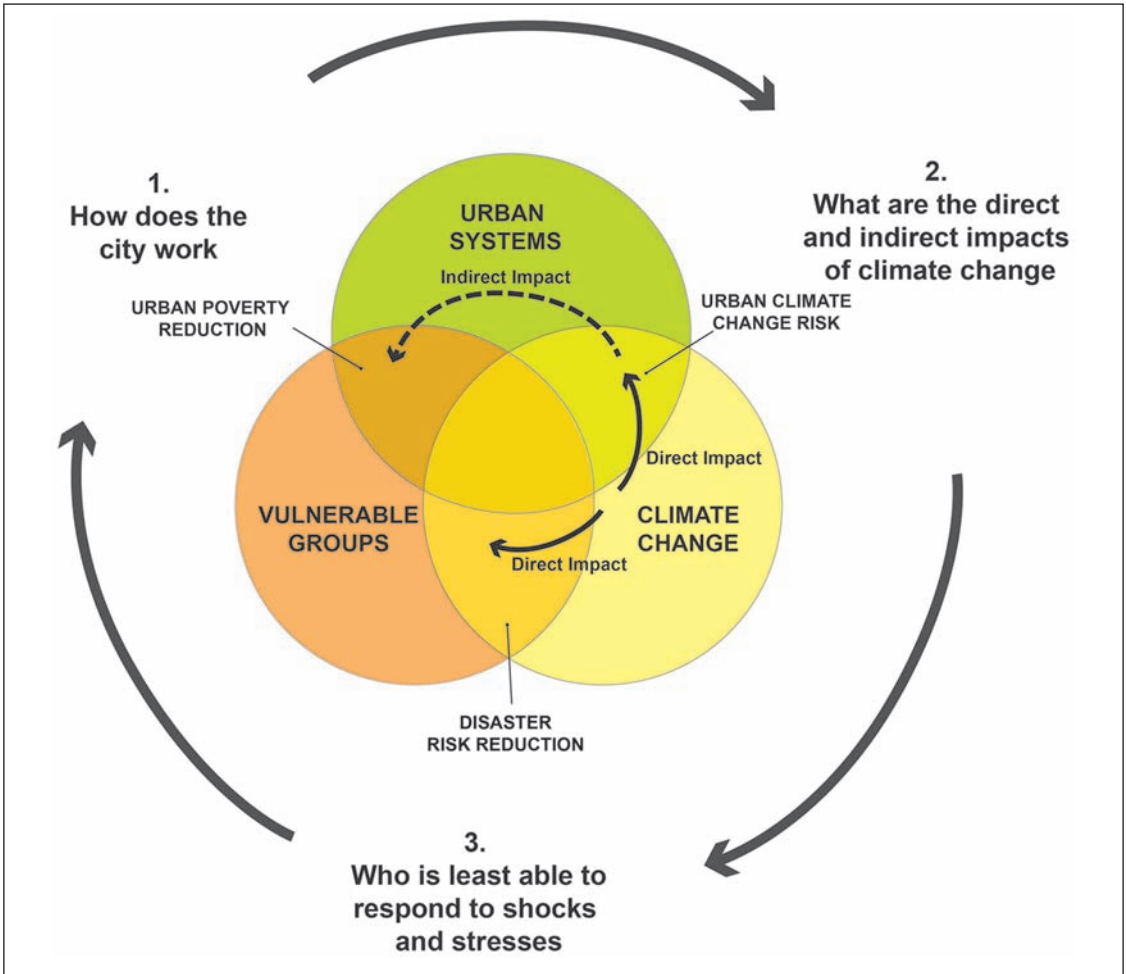 1.
How does the
city work
2.
What are the direct
and indirect impacts
of climate change
URBAN
SYSTEMS
Indirect Impact
URBAN POVERTY
REDUCTION
URBAN CLIMATE
CHANGE RISK
Direct Impact
VULNERABLE
GROUPS
CLIMATE
CHANGE
Direct Impact
DISASTER
RISK REDUCTION
3.
Who is least able to
respond to shocks
and stresses